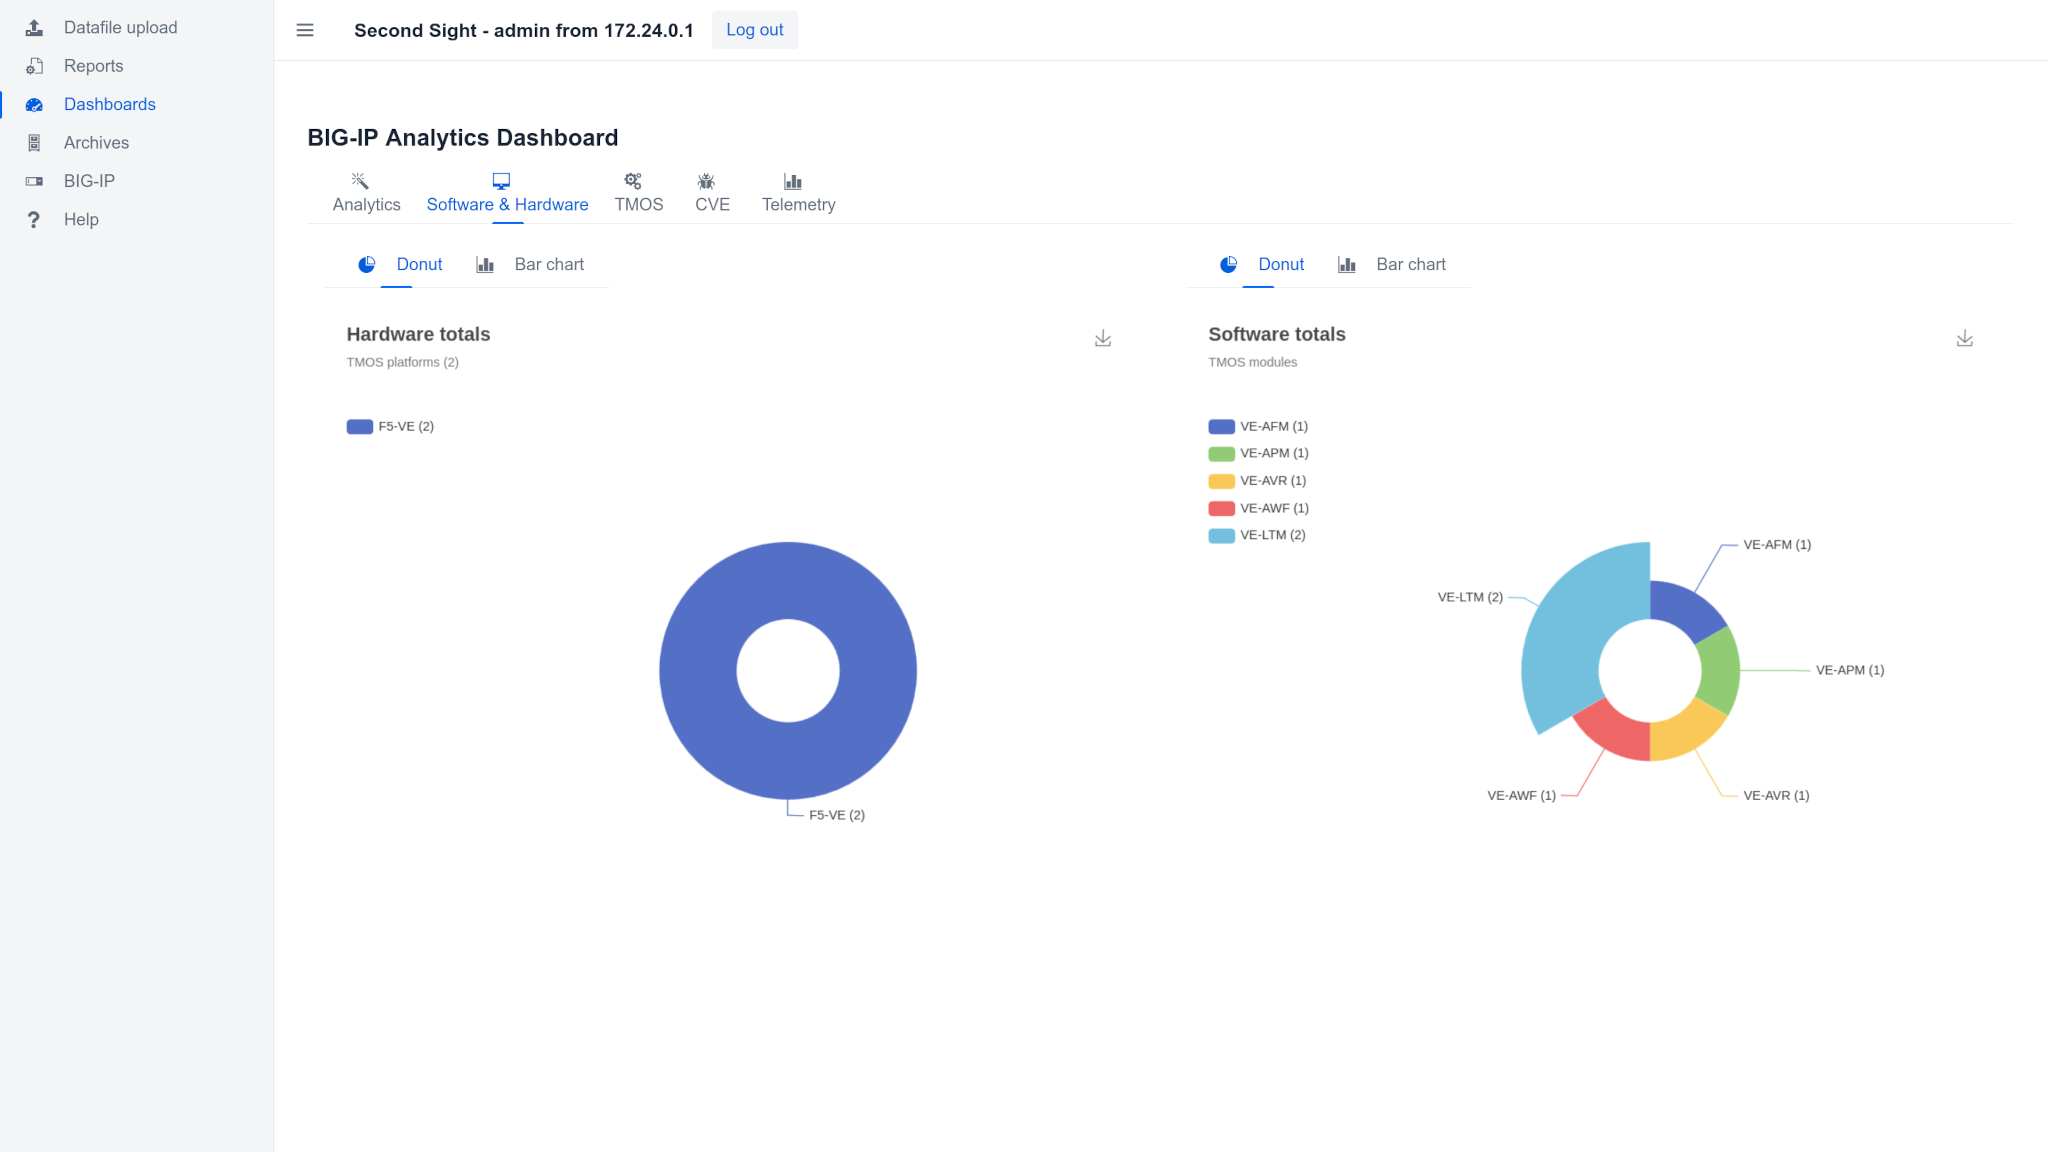 Datafile upload
Reports
Dashboards
Archives
BIG-IP
Help
Second Sight - admin from 172.24.0.1
Log out
BIG-IP Analytics Dashboard
Analytics
Software & Hardware
TMOS
CVE
Telemetry
Donut
Bar chart
Hardware totals
TMOS platforms (2)
F5-VE (2)
F5-VE (2)
Donut
Bar chart
Software totals
TMOS modules
VE-AFM (1)
VE-APM (1)
VE-AVR (1)
VE-AWF (1)
VE-LTM (2)
VE-AFM (1)
VE-LTM (2)
VE-APM (1)
VE-AWF (1)
VE-AVR (1)